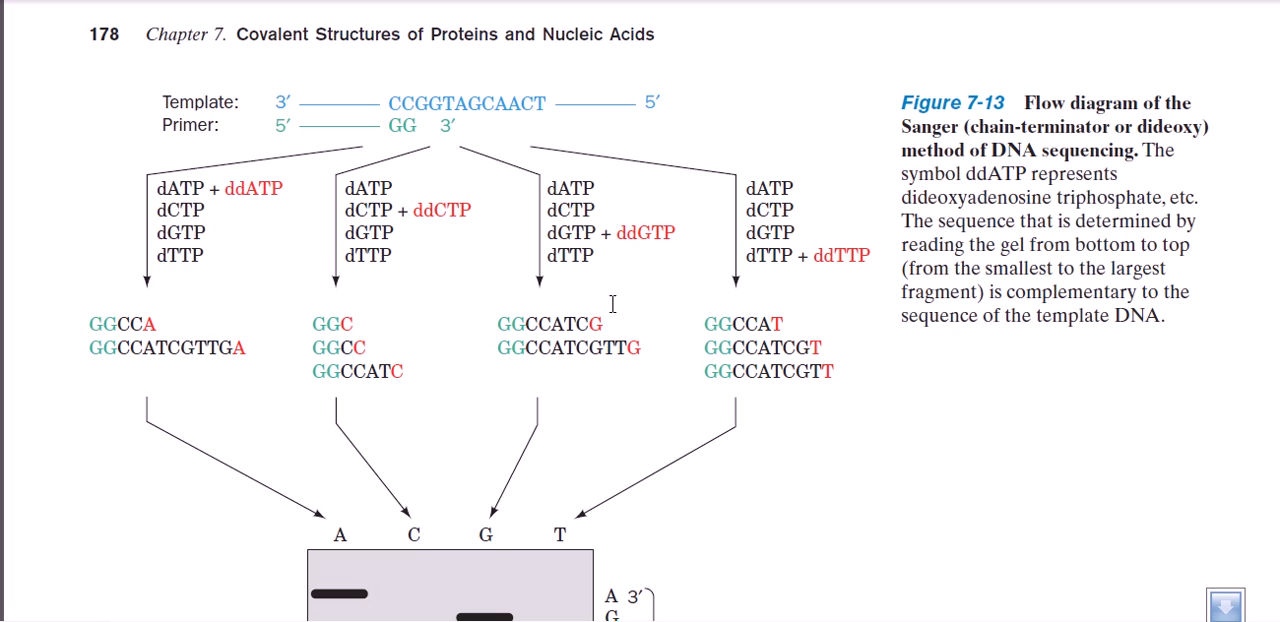 178 Chapter 7. Covalent Structures of Proteins and Nucleic Acids
Template: 3′ CCGGTAGCAACT 5′
Primer: 5′ GG 3′
dATP + ddATP
dCTP
dGTP
dTTP
dATP
dCTP + ddCTP
dGTP
dTTP
dATP
dCTP
dGTP + ddGTP
dTTP
dATP
dCTP
dGTP
dTTP + ddTTP
GGCCA
GGCCATCGTTGA
GGC
GGCC
GGCCATC
GGCCATCG
GGCCATCGTTG
GGCCAT
GGCCATCGT
GGCCATCGTT
A C G T
A 3′
G
Figure 7-13 Flow diagram of the
Sanger (chain-terminator or dideoxy)
method of DNA sequencing. The
symbol ddATP represents
dideoxyadenosine triphosphate, etc.
The sequence that is determined by
reading the gel from bottom to top
(from the smallest to the largest
fragment) is complementary to the
sequence of the template DNA.